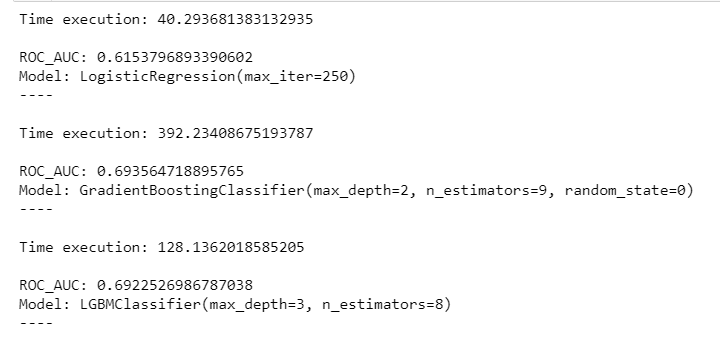 Time execution: 40.293681383132935
ROC_AUC: 0.6153796893390602
Model: LogisticRegression(max_iter=250)
----
Time execution: 392.23408675193787
ROC_AUC: 0.693564718895765
Model: GradientBoostingClassifier(max_depth=2, n_estimators=9, random_state=0)
----
Time execution: 128.1362018585205
ROC_AUC: 0.6922526986787038
Model: LGBMClassifier(max_depth=3, n_estimators=8)
----